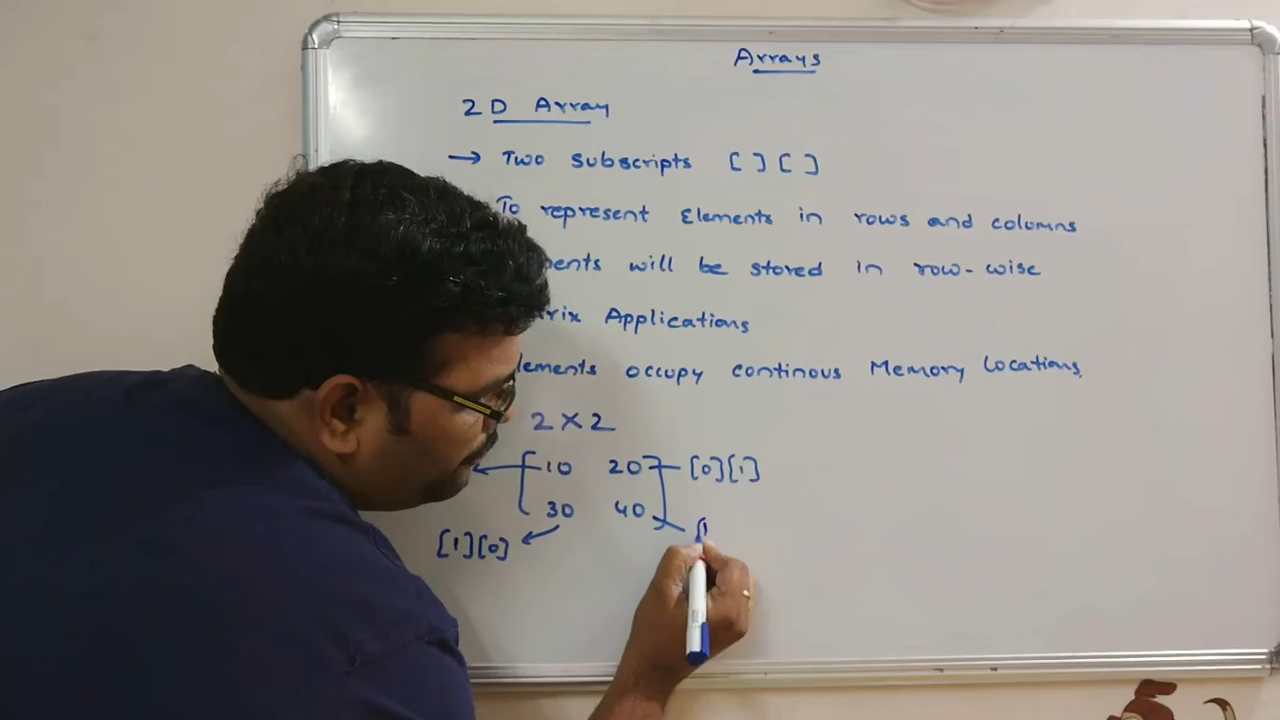 Arrays
2D Array
→ Two subscripts [ ] [ ]
To represent Elements in rows and columns
will be stored in row-wise
Applications
occupy continous Memory Locations.
2 X 2
10 20 [0][1]
30 40
[1][0]